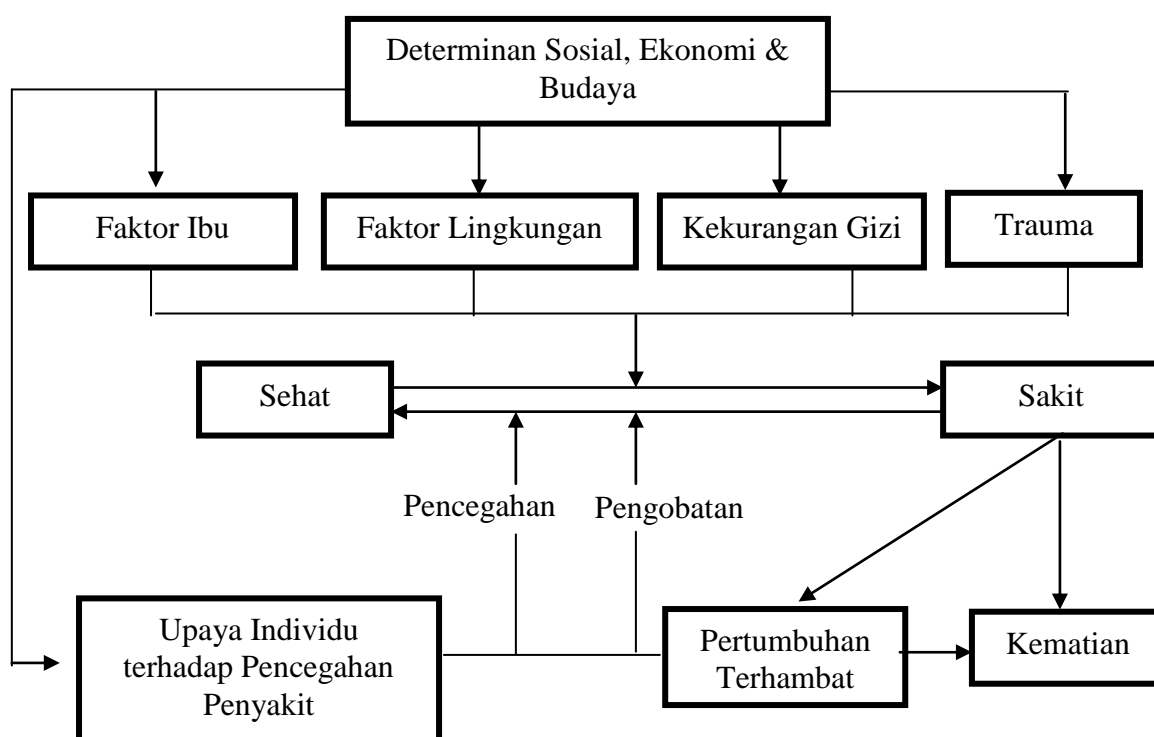 Determinan Sosial, Ekonomi &
Budaya
Faktor Ibu
Faktor Lingkungan
Kekurangan Gizi
Trauma
Sehat
Sakit
Pencegahan
Pengobatan
Upaya Individu
terhadap Pencegahan
Penyakit
Pertumbuhan
Terhambat
Kematian